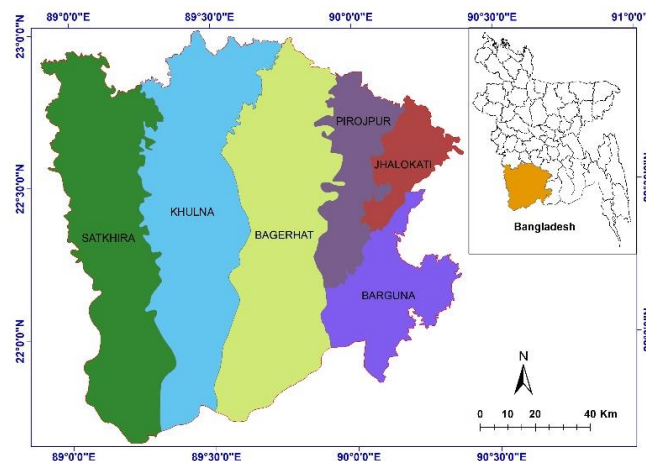 89°0'0"E
89°30'0"E
90°0'0"E
90°30'0"E
91°0'0"E
23°0'0"N
22°30'0"N
22°0'0"N
SATKHIRA
KHULNA
BAGERHAT
PIROJPUR
JHALOKATI
BARGUNA
Bangladesh
N
0 10 20 40 Km
89°0'0"E
89°30'0"E
90°0'0"E
90°30'0"E